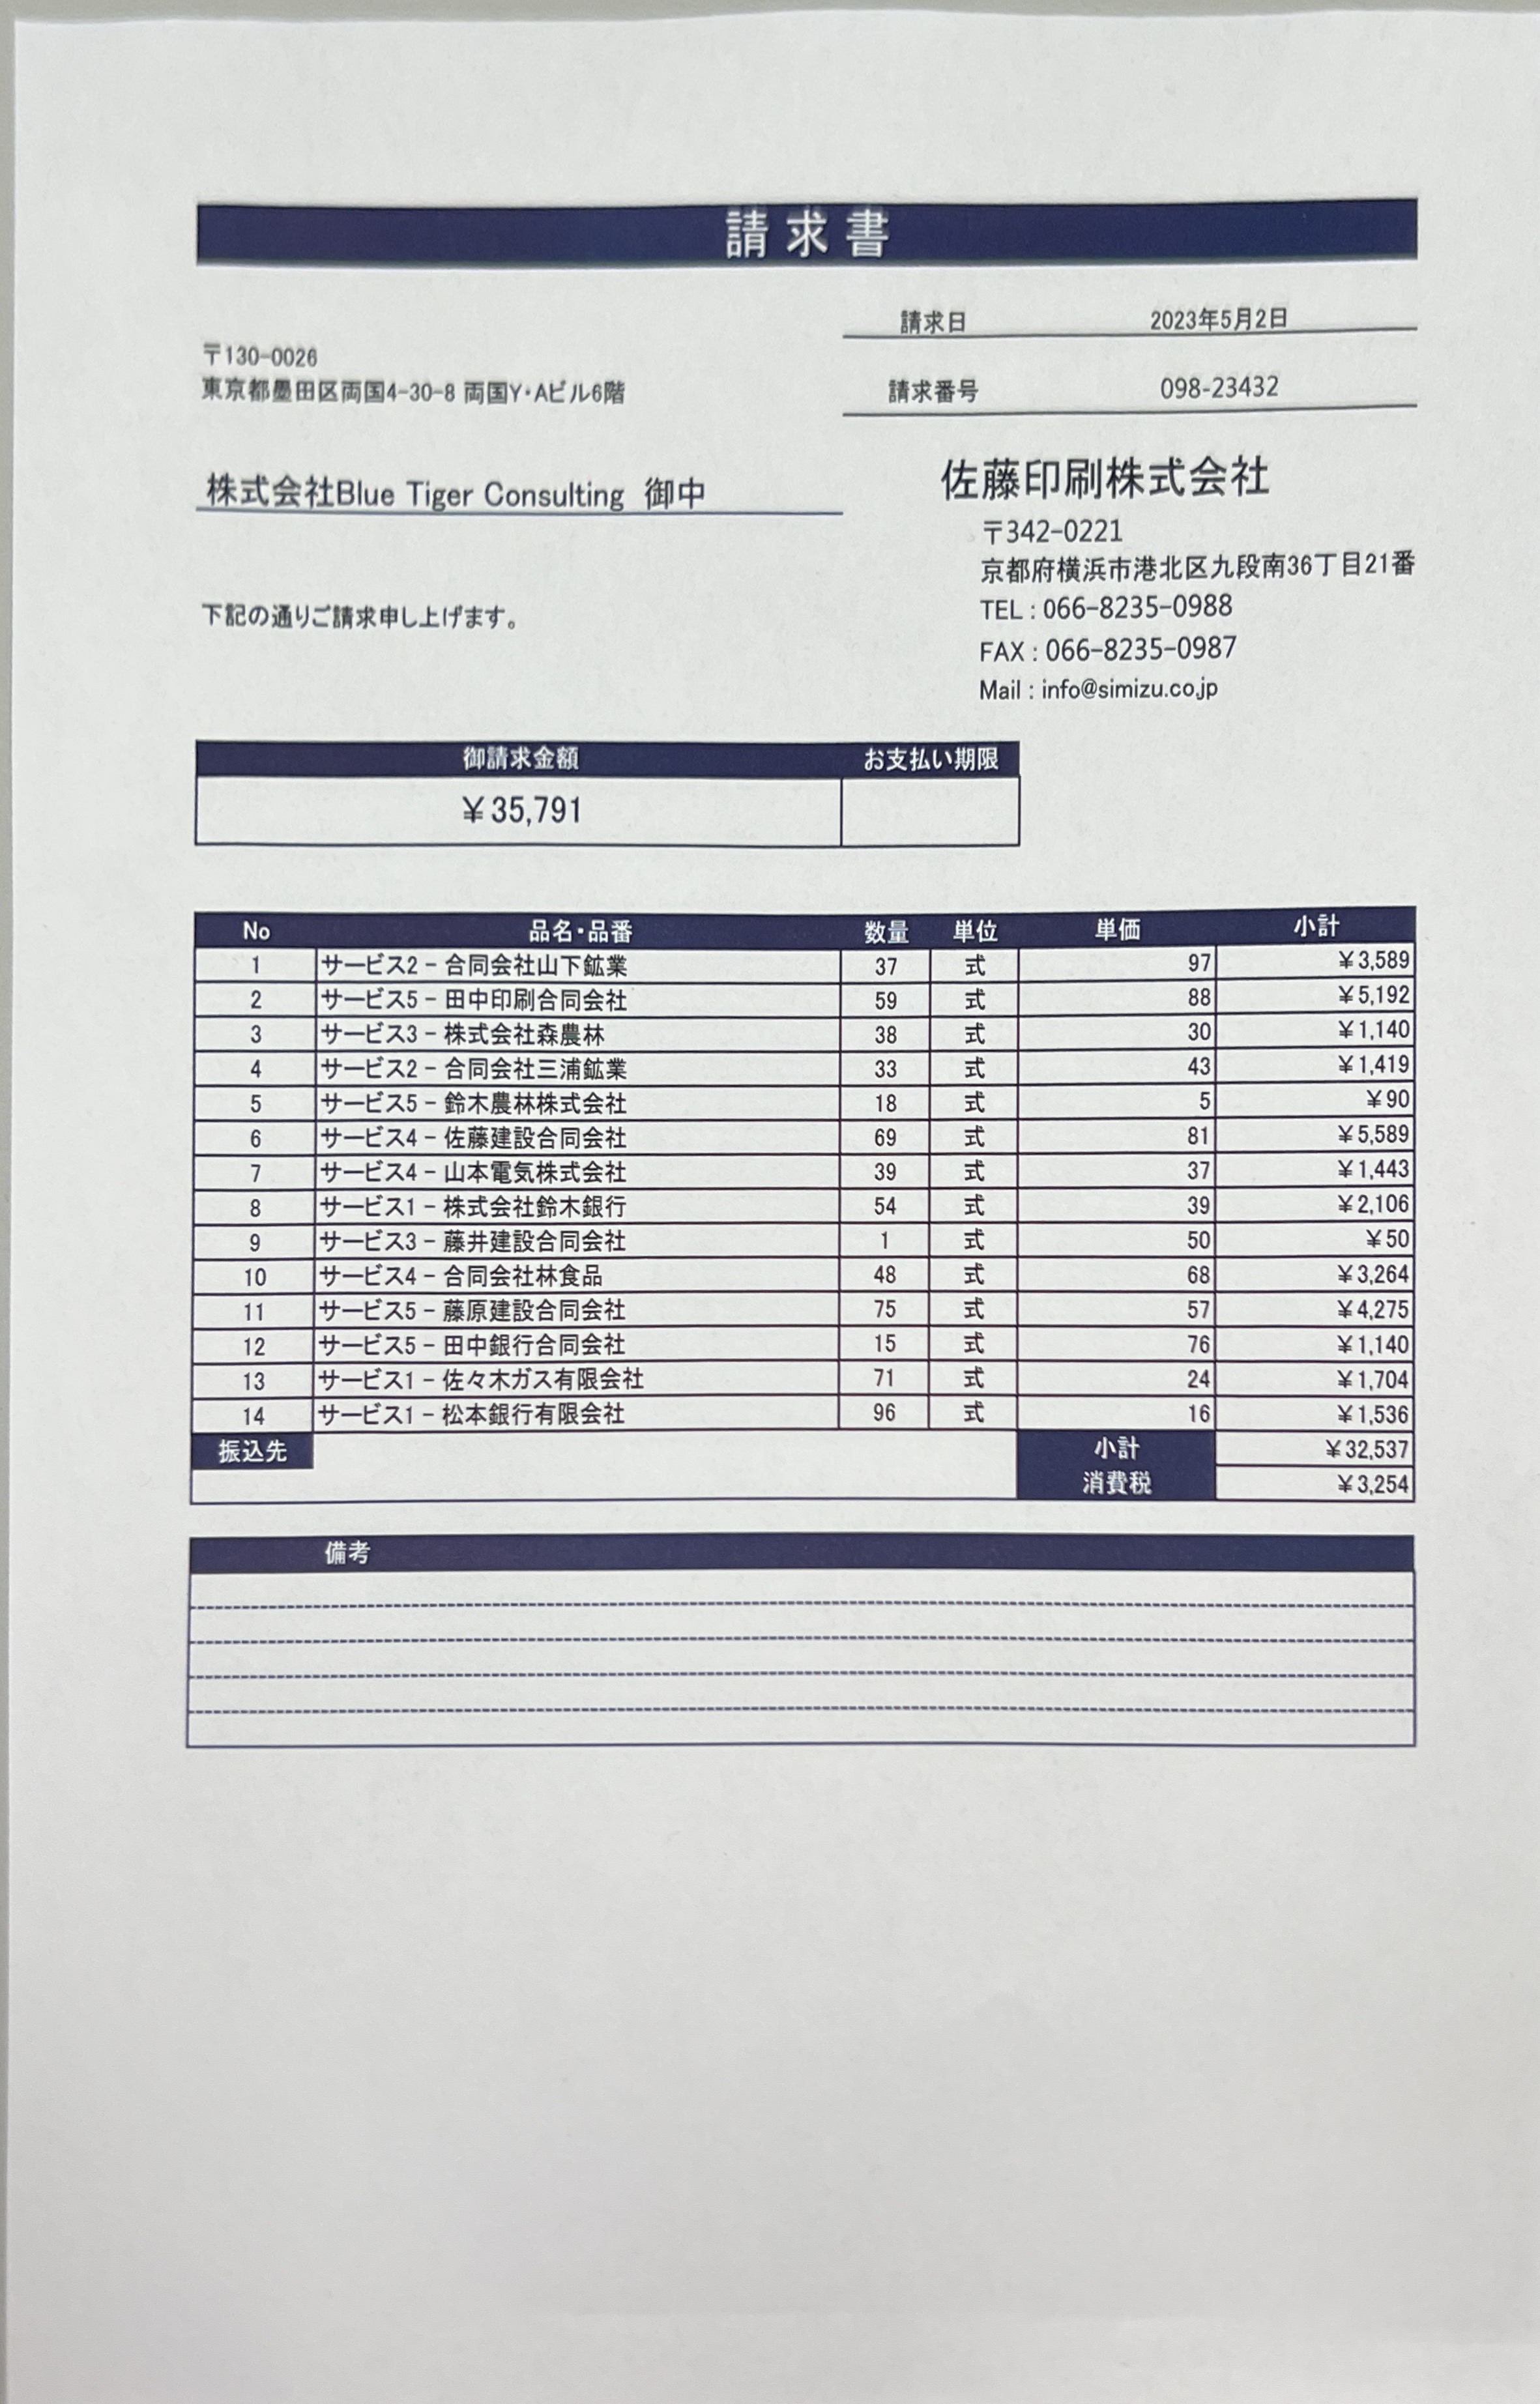 請求書
請求日 2023年5月2日
〒130-0026
東京都墨田区両国4-30-8 両国Y・Aビル6階
請求番号 098-23432
株式会社Blue Tiger Consulting 御中
佐藤印刷株式会社
〒342-0221
京都府横浜市港北区九段南36丁目21番
TEL : 066-8235-0988
FAX : 066-8235-0987
Mail : info@simizu.co.jp
下記の通りご請求申し上げます。
御請求金額 お支払い期限
¥35,791
No 品名・品番 数量 単位 単価 小計
1 サービス2 - 合同会社山下鉱業 37 式 97 ¥3,589
2 サービス5 - 田中印刷合同会社 59 式 88 ¥5,192
3 サービス3 - 株式会社森農林 38 式 30 ¥1,140
4 サービス2 - 合同会社三浦鉱業 33 式 43 ¥1,419
5 サービス5 - 鈴木農林株式会社 18 式 5 ¥90
6 サービス4 - 佐藤建設合同会社 69 式 81 ¥5,589
7 サービス4 - 山本電気株式会社 39 式 37 ¥1,443
8 サービス1 - 株式会社鈴木銀行 54 式 39 ¥2,106
9 サービス3 - 藤井建設合同会社 1 式 50 ¥50
10 サービス4 - 合同会社林食品 48 式 68 ¥3,264
11 サービス5 - 藤原建設合同会社 75 式 57 ¥4,275
12 サービス5 - 田中銀行合同会社 15 式 76 ¥1,140
13 サービス1 - 佐々木ガス有限会社 71 式 24 ¥1,704
14 サービス1 - 松本銀行有限会社 96 式 16 ¥1,536
振込先 小計 ¥32,537
消費税 ¥3,254
備考